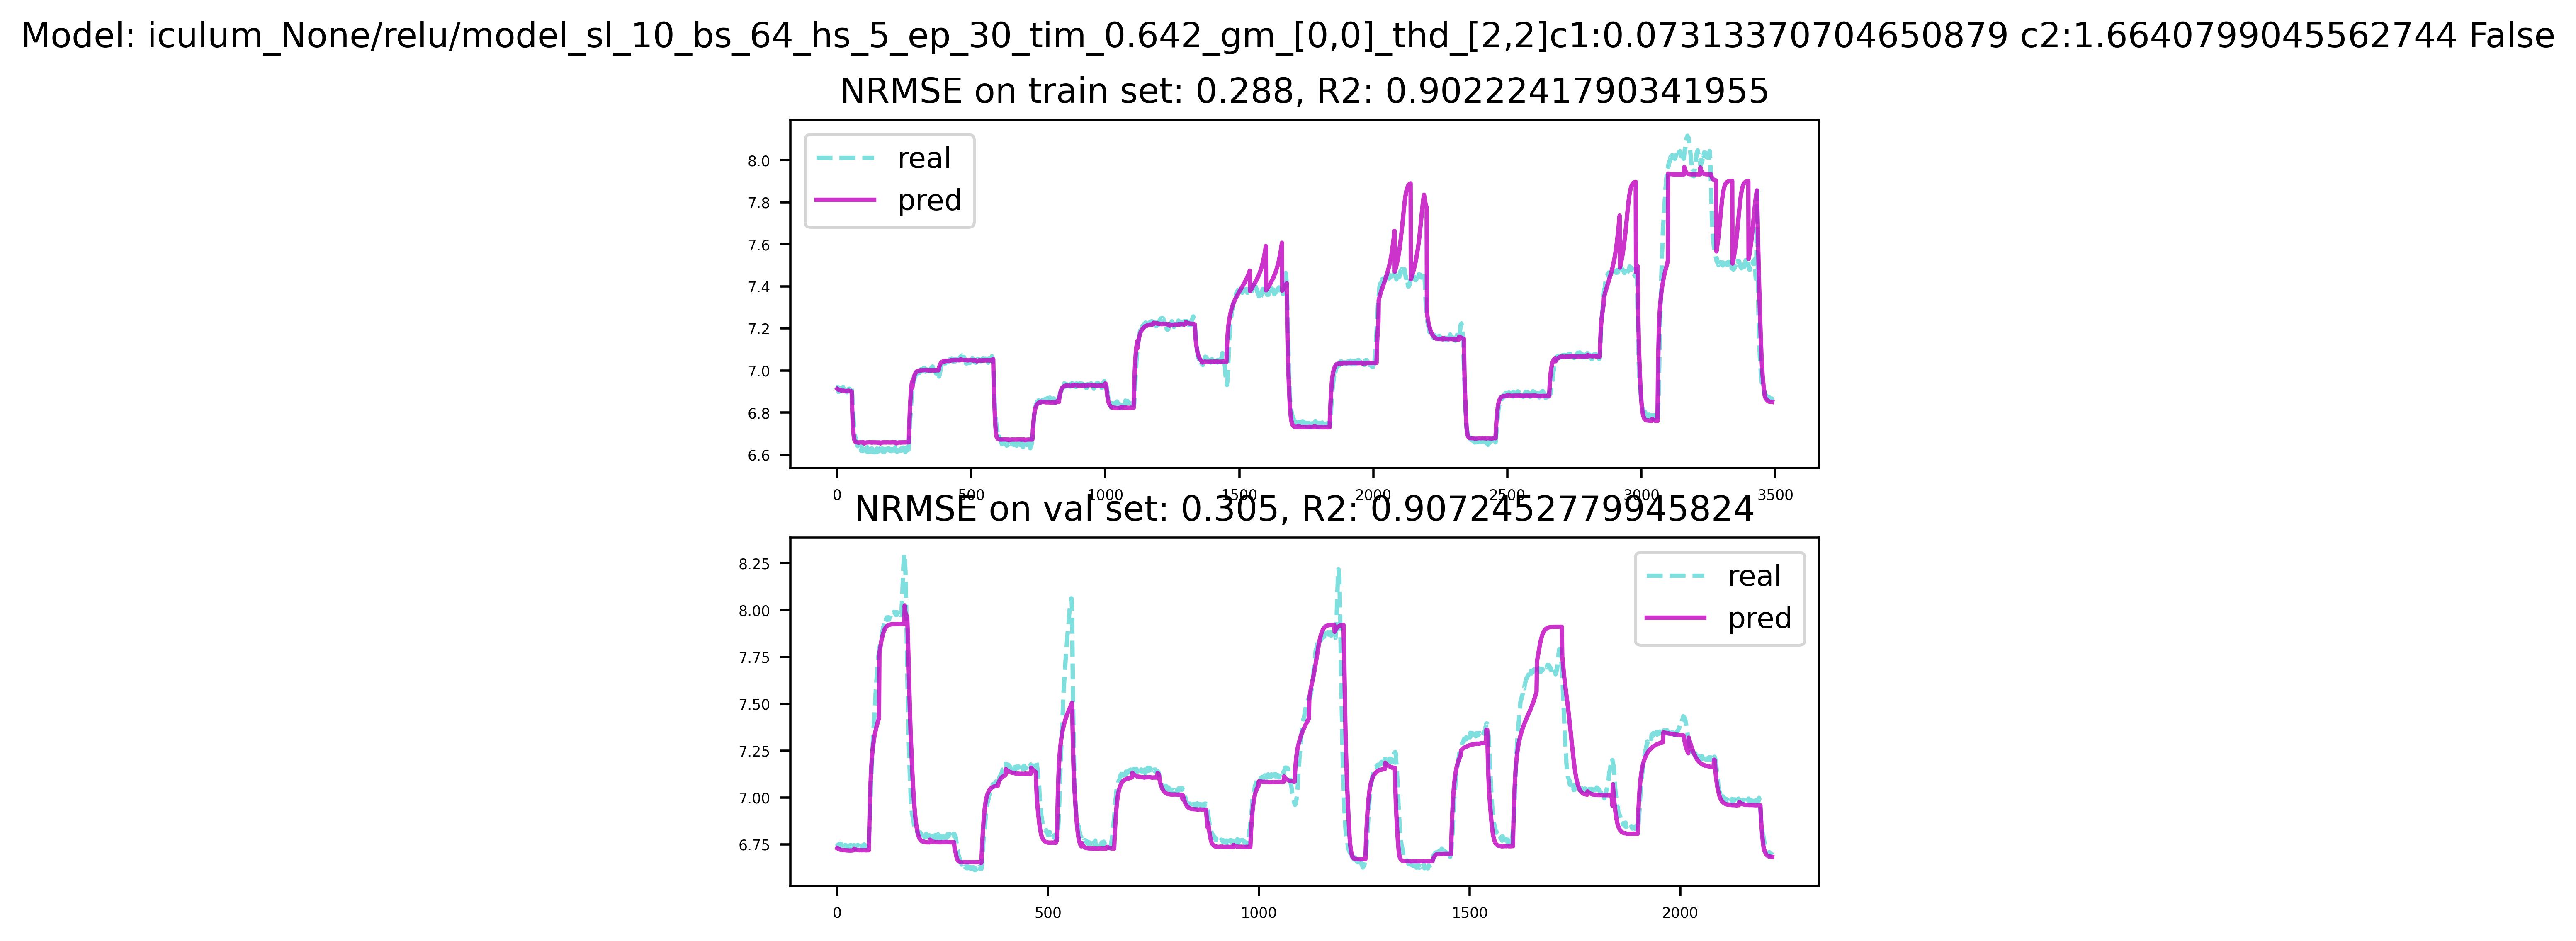 Model: iculum_None/relu/model_sl_10_bs_64_hs_5_ep_30_tim_0.642_gm_[0,0]_thd_[2,2]c1:0.07313370704650879 c2:1.6640799045562744 False
NRMSE on train set: 0.288, R2: 0.9022241790341955
real
pred
8.0
7.8
7.6
7.4
7.2
7.0
6.8
6.6
0 500 1000 1500 2000 2500 3000 3500
NRMSE on val set: 0.305, R2: 0.9072452779945824
real
pred
8.25
8.00
7.75
7.50
7.25
7.00
6.75
0 500 1000 1500 2000